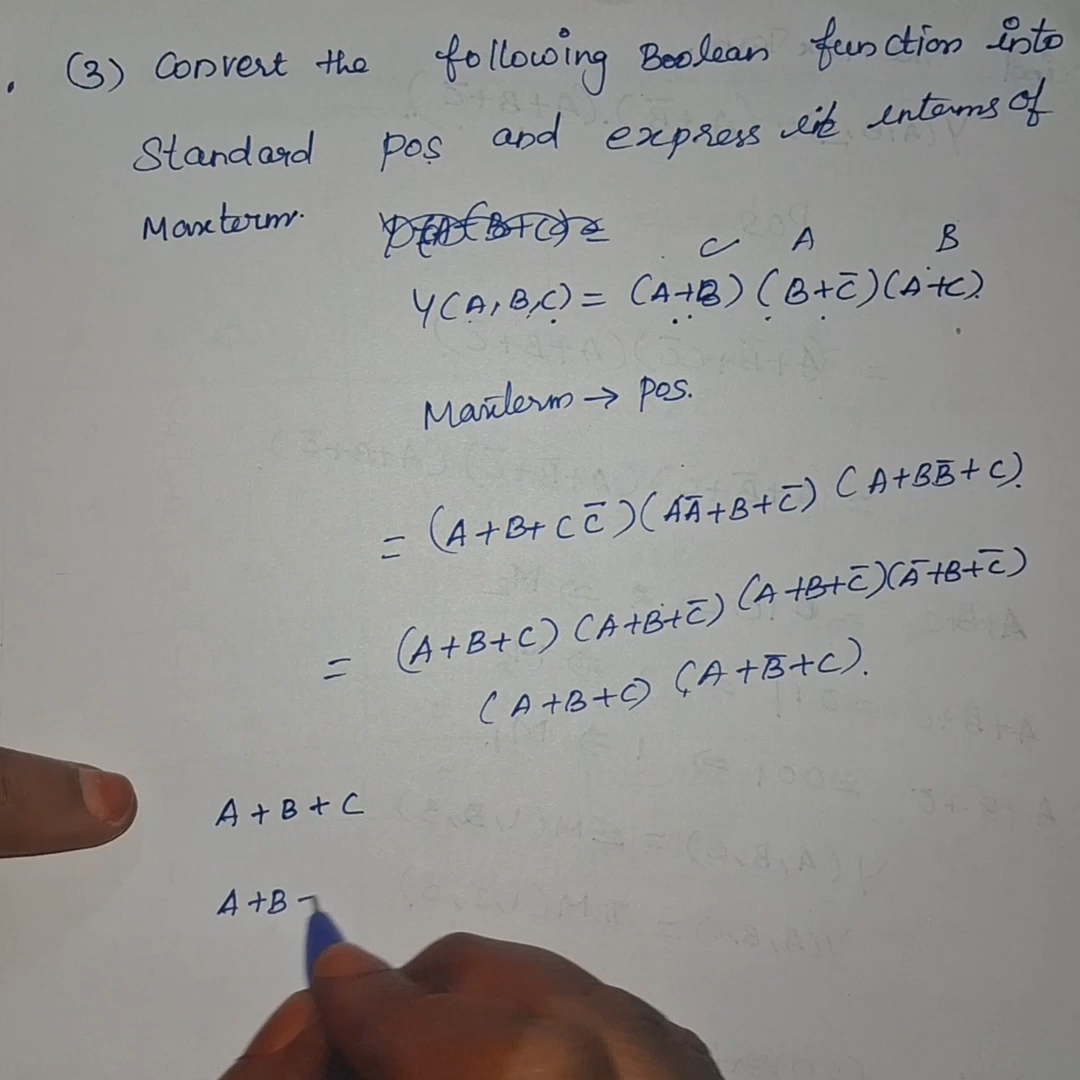 (3) Convert the following Boolean function into
Standard pos and express it interms of
Maxterm.
C A B
Y(A,B,C) = (A+B)(B+C̅)(A+C).
Maxterm → pos.
= (A+B+CC̅)(AA̅+B+C̅)(A+BB̅+C).
= (A+B+C)(A+B+C̅)(A+B+C̅)(A̅+B+C̅)
(A+B+C)(A+B̅+C).
A+B+C
A+B